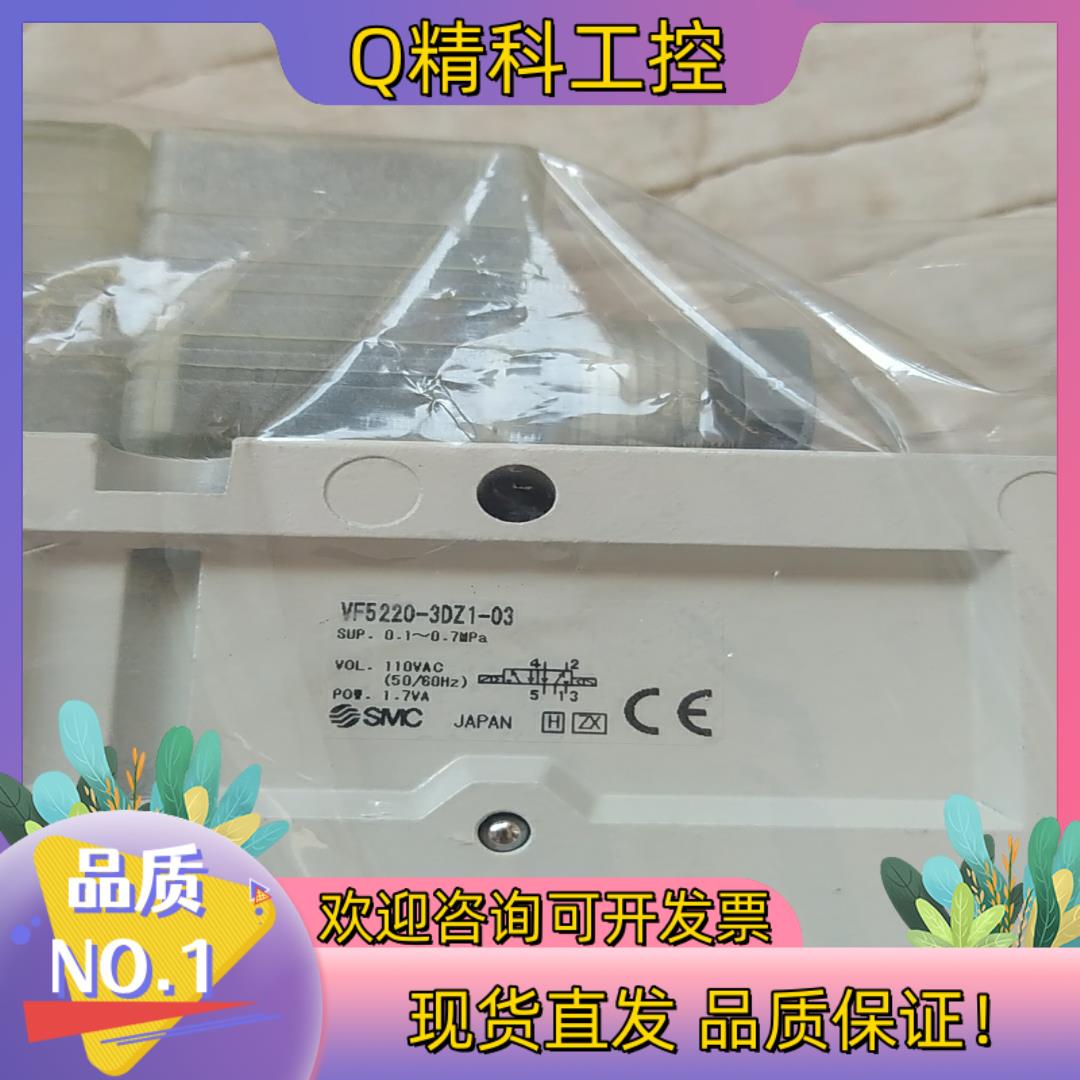 Q精科工控
VF5220-3DZ1-03
SUP. 0.1～0.7MPa
VOL. 110VAC
(50/60Hz)
POW. 1.7VA
4 2
5 1 3
SMC JAPAN H ZX CE
品质
NO.1
欢迎咨询可开发票
现货直发 品质保证!